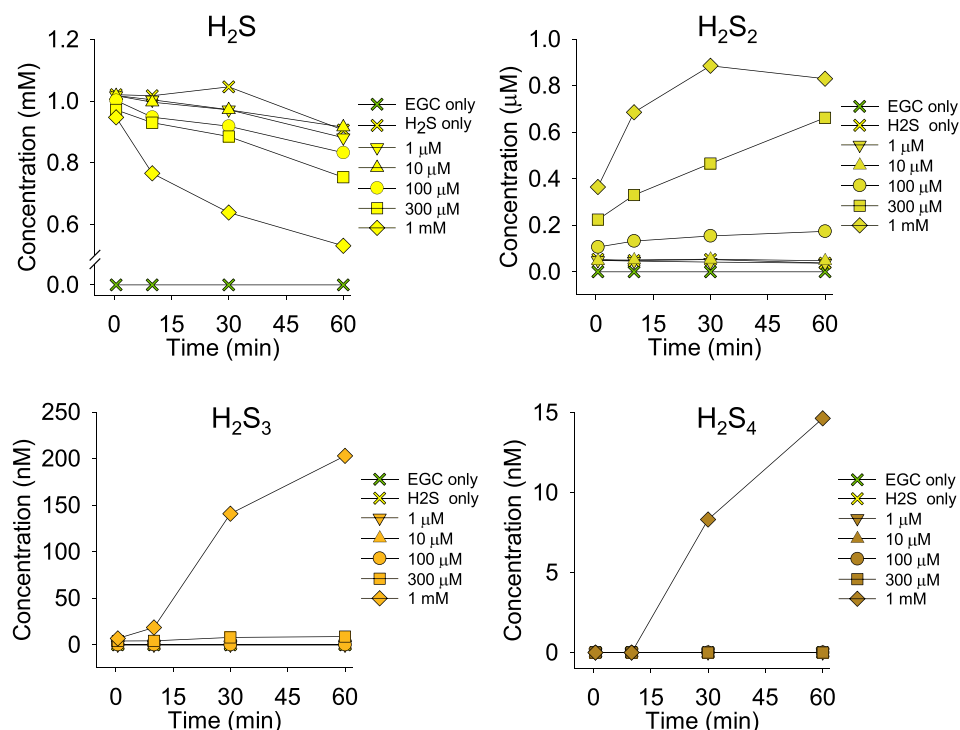 H2S
Concentration (mM)
1.2
1.0
0.8
0.6
0.0
0 15 30 45 60
Time (min)
EGC only
H2S only
1 μM
10 μM
100 μM
300 μM
1 mM
H2S2
Concentration (μM)
1.0
0.8
0.6
0.4
0.2
0.0
0 15 30 45 60
Time (min)
EGC only
H2S only
1 μM
10 μM
100 μM
300 μM
1 mM
H2S3
Concentration (nM)
250
200
150
100
50
0
0 15 30 45 60
Time (min)
EGC only
H2S only
1 μM
10 μM
100 μM
300 μM
1 mM
H2S4
Concentration (nM)
15
10
5
0
0 15 30 45 60
Time (min)
EGC only
H2S only
1 μM
10 μM
100 μM
300 μM
1 mM